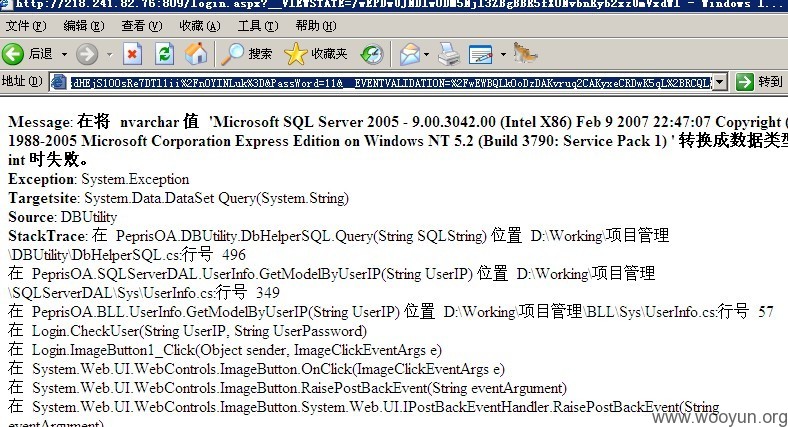 http://218.241.82.76:809/login.aspx?__VIEWSTATE=/wEPDwUJMDIwODM5NjI3ZBgBBR5fX0NvbnRyb2xzUmVxdWl - Windows I...
文件(F) 编辑(E) 查看(V) 收藏(A) 工具(T) 帮助(H)
后退 搜索 收藏夹
地址(D) dHEjS1OOsRe7DTl1ii%2FnOYINLuk%3D&PassWord=11&__EVENTVALIDATION=%2FwEWBQLkOoDzDAKvruq2CAKyxeCRDwK5qL%2BRCQL 转到
Message: 在将 nvarchar 值 'Microsoft SQL Server 2005 - 9.00.3042.00 (Intel X86) Feb 9 2007 22:47:07 Copyright (
1988-2005 Microsoft Corporation Express Edition on Windows NT 5.2 (Build 3790: Service Pack 1) ' 转换成数据类型
int 时失败。
Exception: System.Exception
Targetsite: System.Data.DataSet Query(System.String)
Source: DBUtility
StackTrace: 在 PeprisOA.DBUtility.DbHelperSQL.Query(String SQLString) 位置 D:\Working\项目管理
\DBUtility\DbHelperSQL.cs:行号 496
在 PeprisOA.SQLServerDAL.UserInfo.GetModelByUserIP(String UserIP) 位置 D:\Working\项目管理
\SQLServerDAL\Sys\UserInfo.cs:行号 349
在 PeprisOA.BLL.UserInfo.GetModelByUserIP(String UserIP) 位置 D:\Working\项目管理\BLL\Sys\UserInfo.cs:行号 57
在 Login.CheckUser(String UserIP, String UserPassword)
在 Login.ImageButton1_Click(Object sender, ImageClickEventArgs e)
在 System.Web.UI.WebControls.ImageButton.OnClick(ImageClickEventArgs e)
在 System.Web.UI.WebControls.ImageButton.RaisePostBackEvent(String eventArgument)
在 System.Web.UI.WebControls.ImageButton.System.Web.UI.IPostBackEventHandler.RaisePostBackEvent(String
eventArgument)
www.wooyun.org